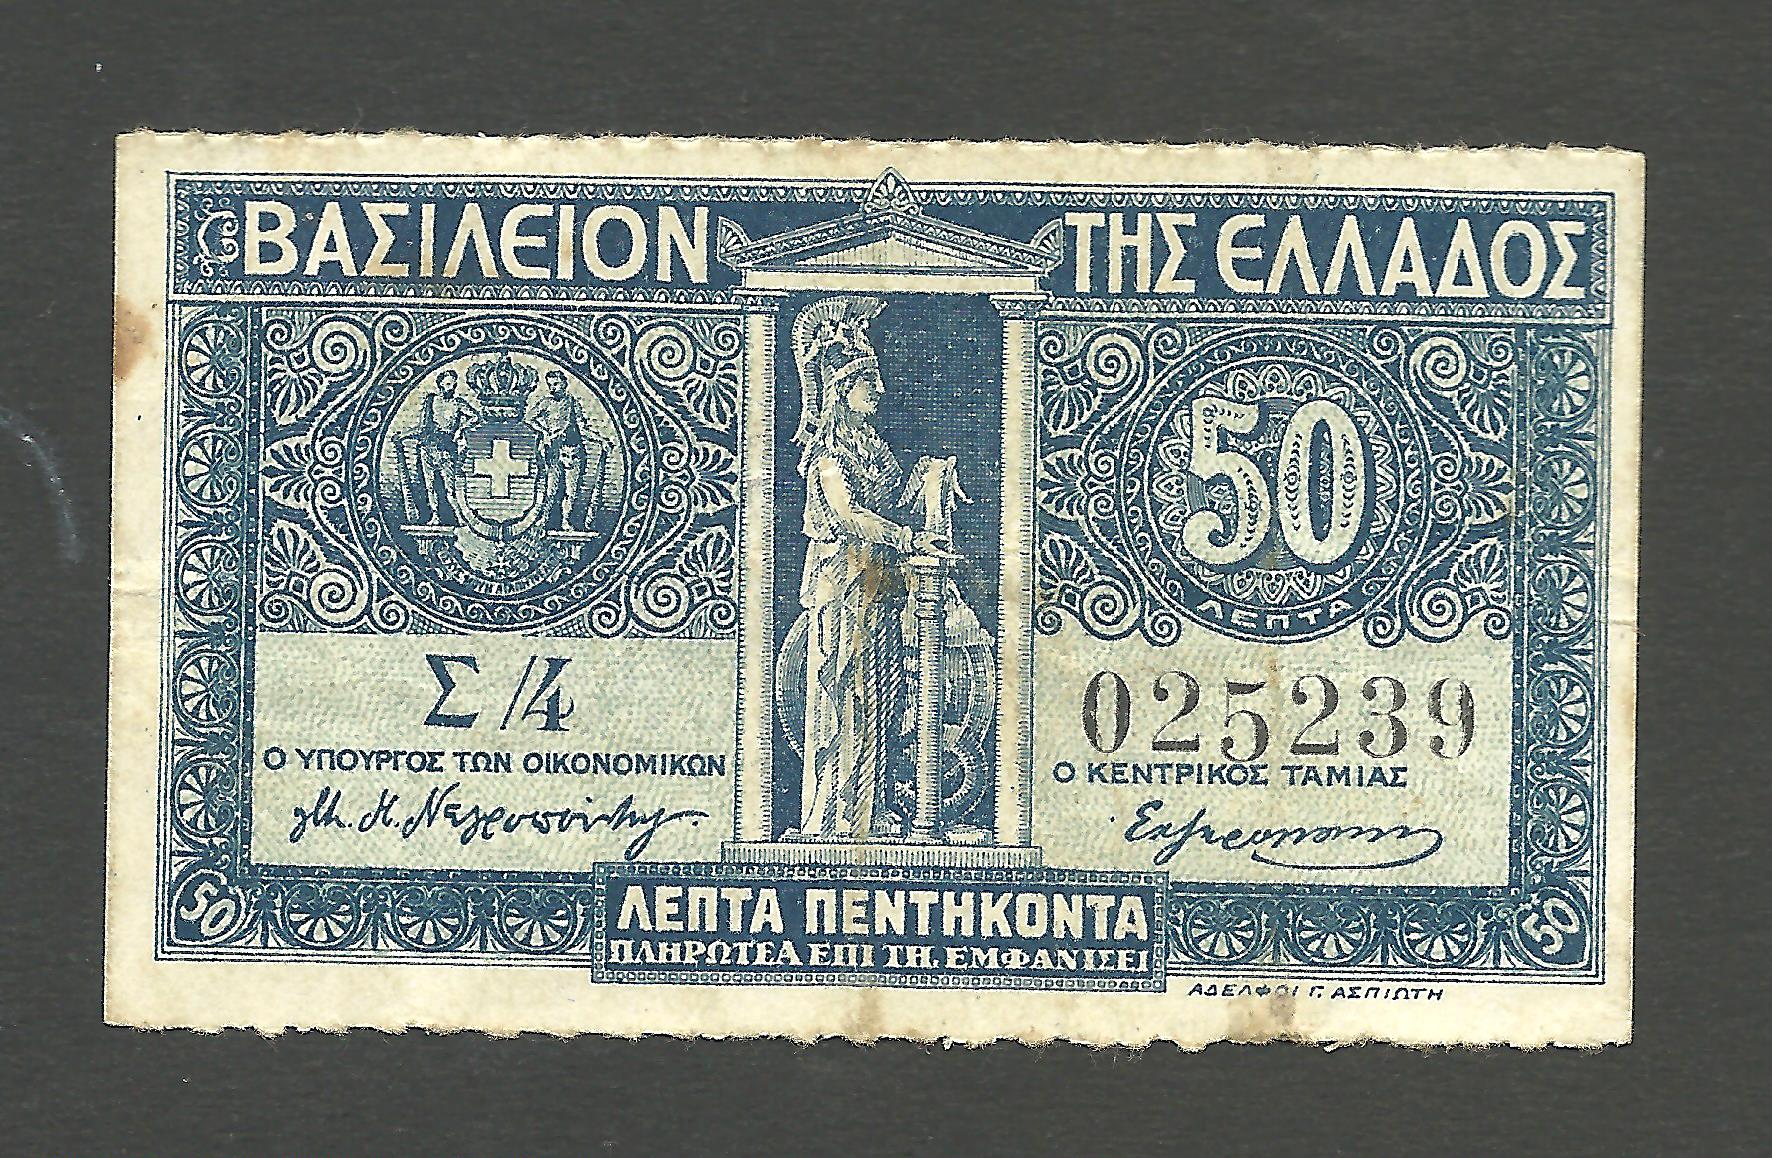 ΒΑΣΙΛΕΙΟΝ ΤΗΣ ΕΛΛΑΔΟΣ
50
ΛΕΠΤΑ
Σ/4
025239
Ο ΥΠΟΥΡΓΟΣ ΤΩΝ ΟΙΚΟΝΟΜΙΚΩΝ
Ο ΚΕΝΤΡΙΚΟΣ ΤΑΜΙΑΣ
50
ΛΕΠΤΑ ΠΕΝΤΗΚΟΝΤΑ
50
ΠΛΗΡΩΤΕΑ ΕΠΙ ΤΗ ΕΜΦΑΝΙΣΕΙ
ΑΔΕΛΦΟΙ Γ. ΑΣΠΙΩΤΗ